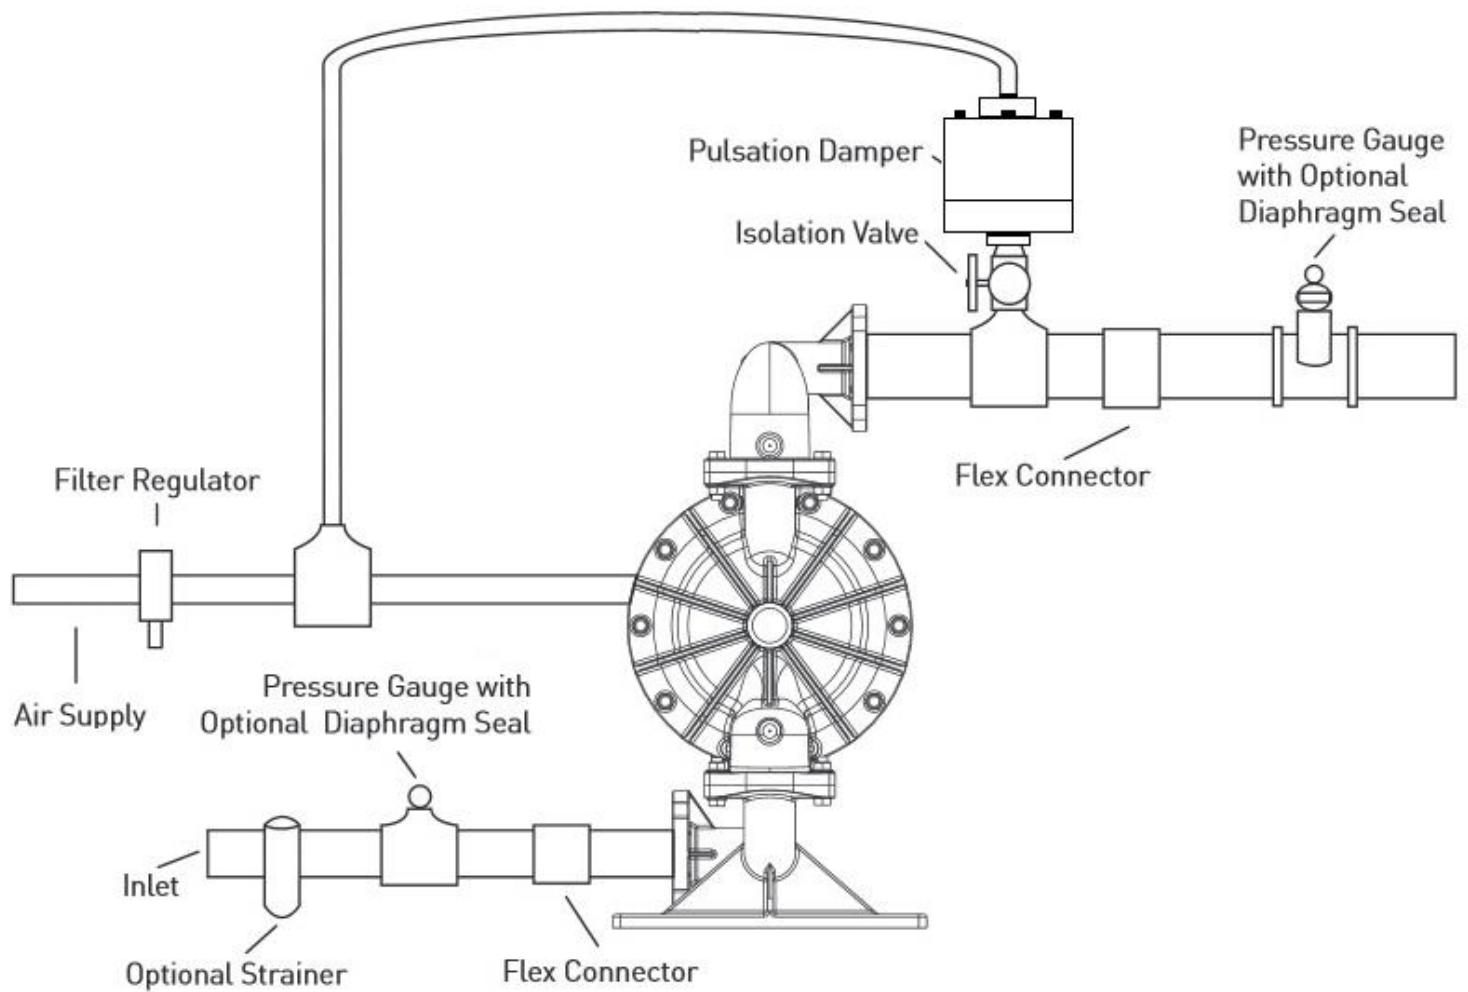 Pulsation Damper
Pressure Gauge
with Optional
Diaphragm Seal
Isolation Valve
Filter Regulator
Flex Connector
Air Supply
Pressure Gauge with
Optional Diaphragm Seal
Inlet
Optional Strainer
Flex Connector